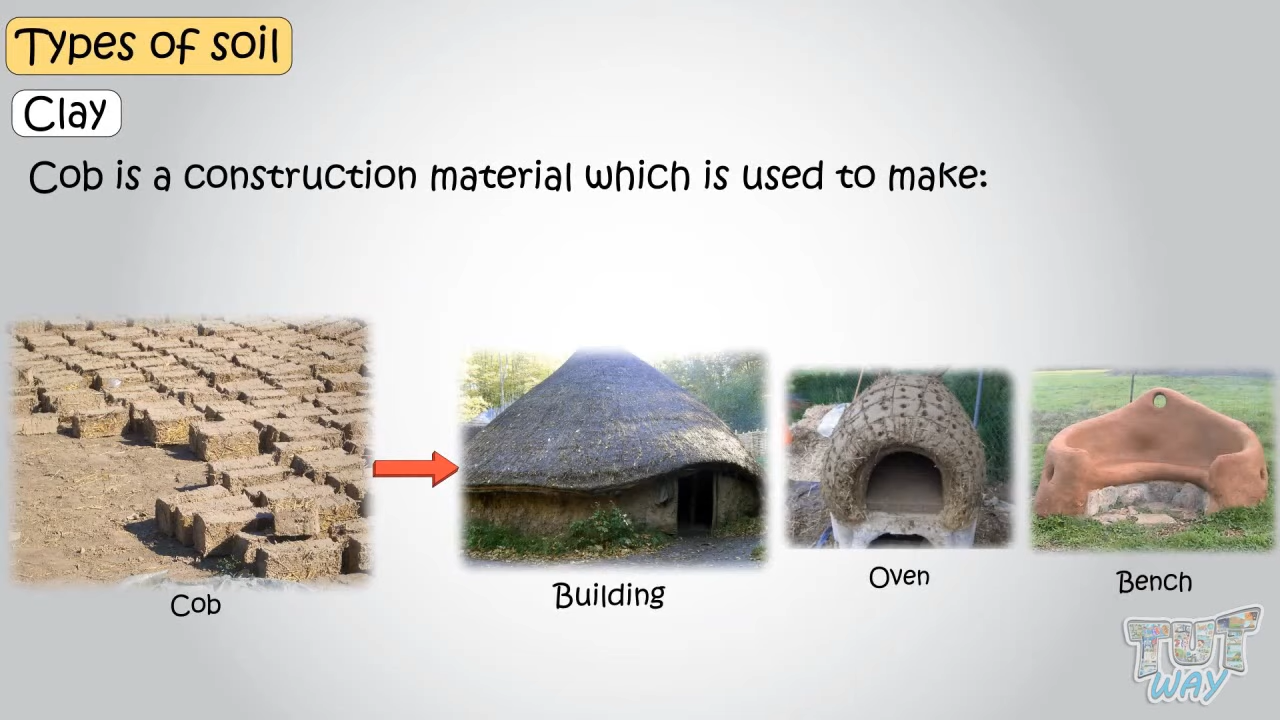 Types of soil
Clay
Cob is a construction material which is used to make:
Cob
Building
Oven
Bench
TUT
WAY